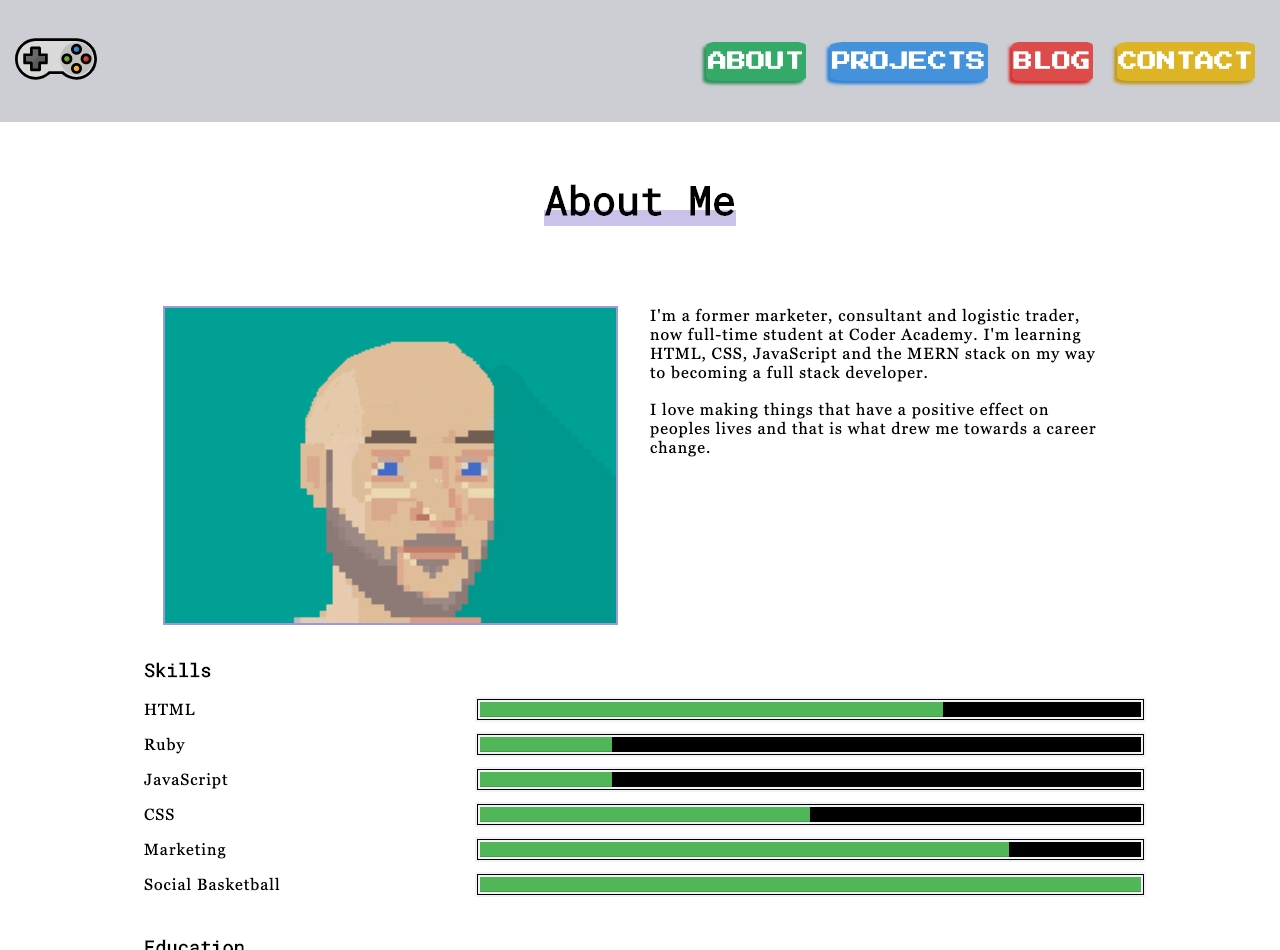 ABOUT PROJECTS BLOG CONTACT
About Me
I'm a former marketer, consultant and logistic trader,
now full-time student at Coder Academy. I'm learning
HTML, CSS, JavaScript and the MERN stack on my way
to becoming a full stack developer.
I love making things that have a positive effect on
peoples lives and that is what drew me towards a career
change.
Skills
HTML
Ruby
JavaScript
CSS
Marketing
Social Basketball
Education